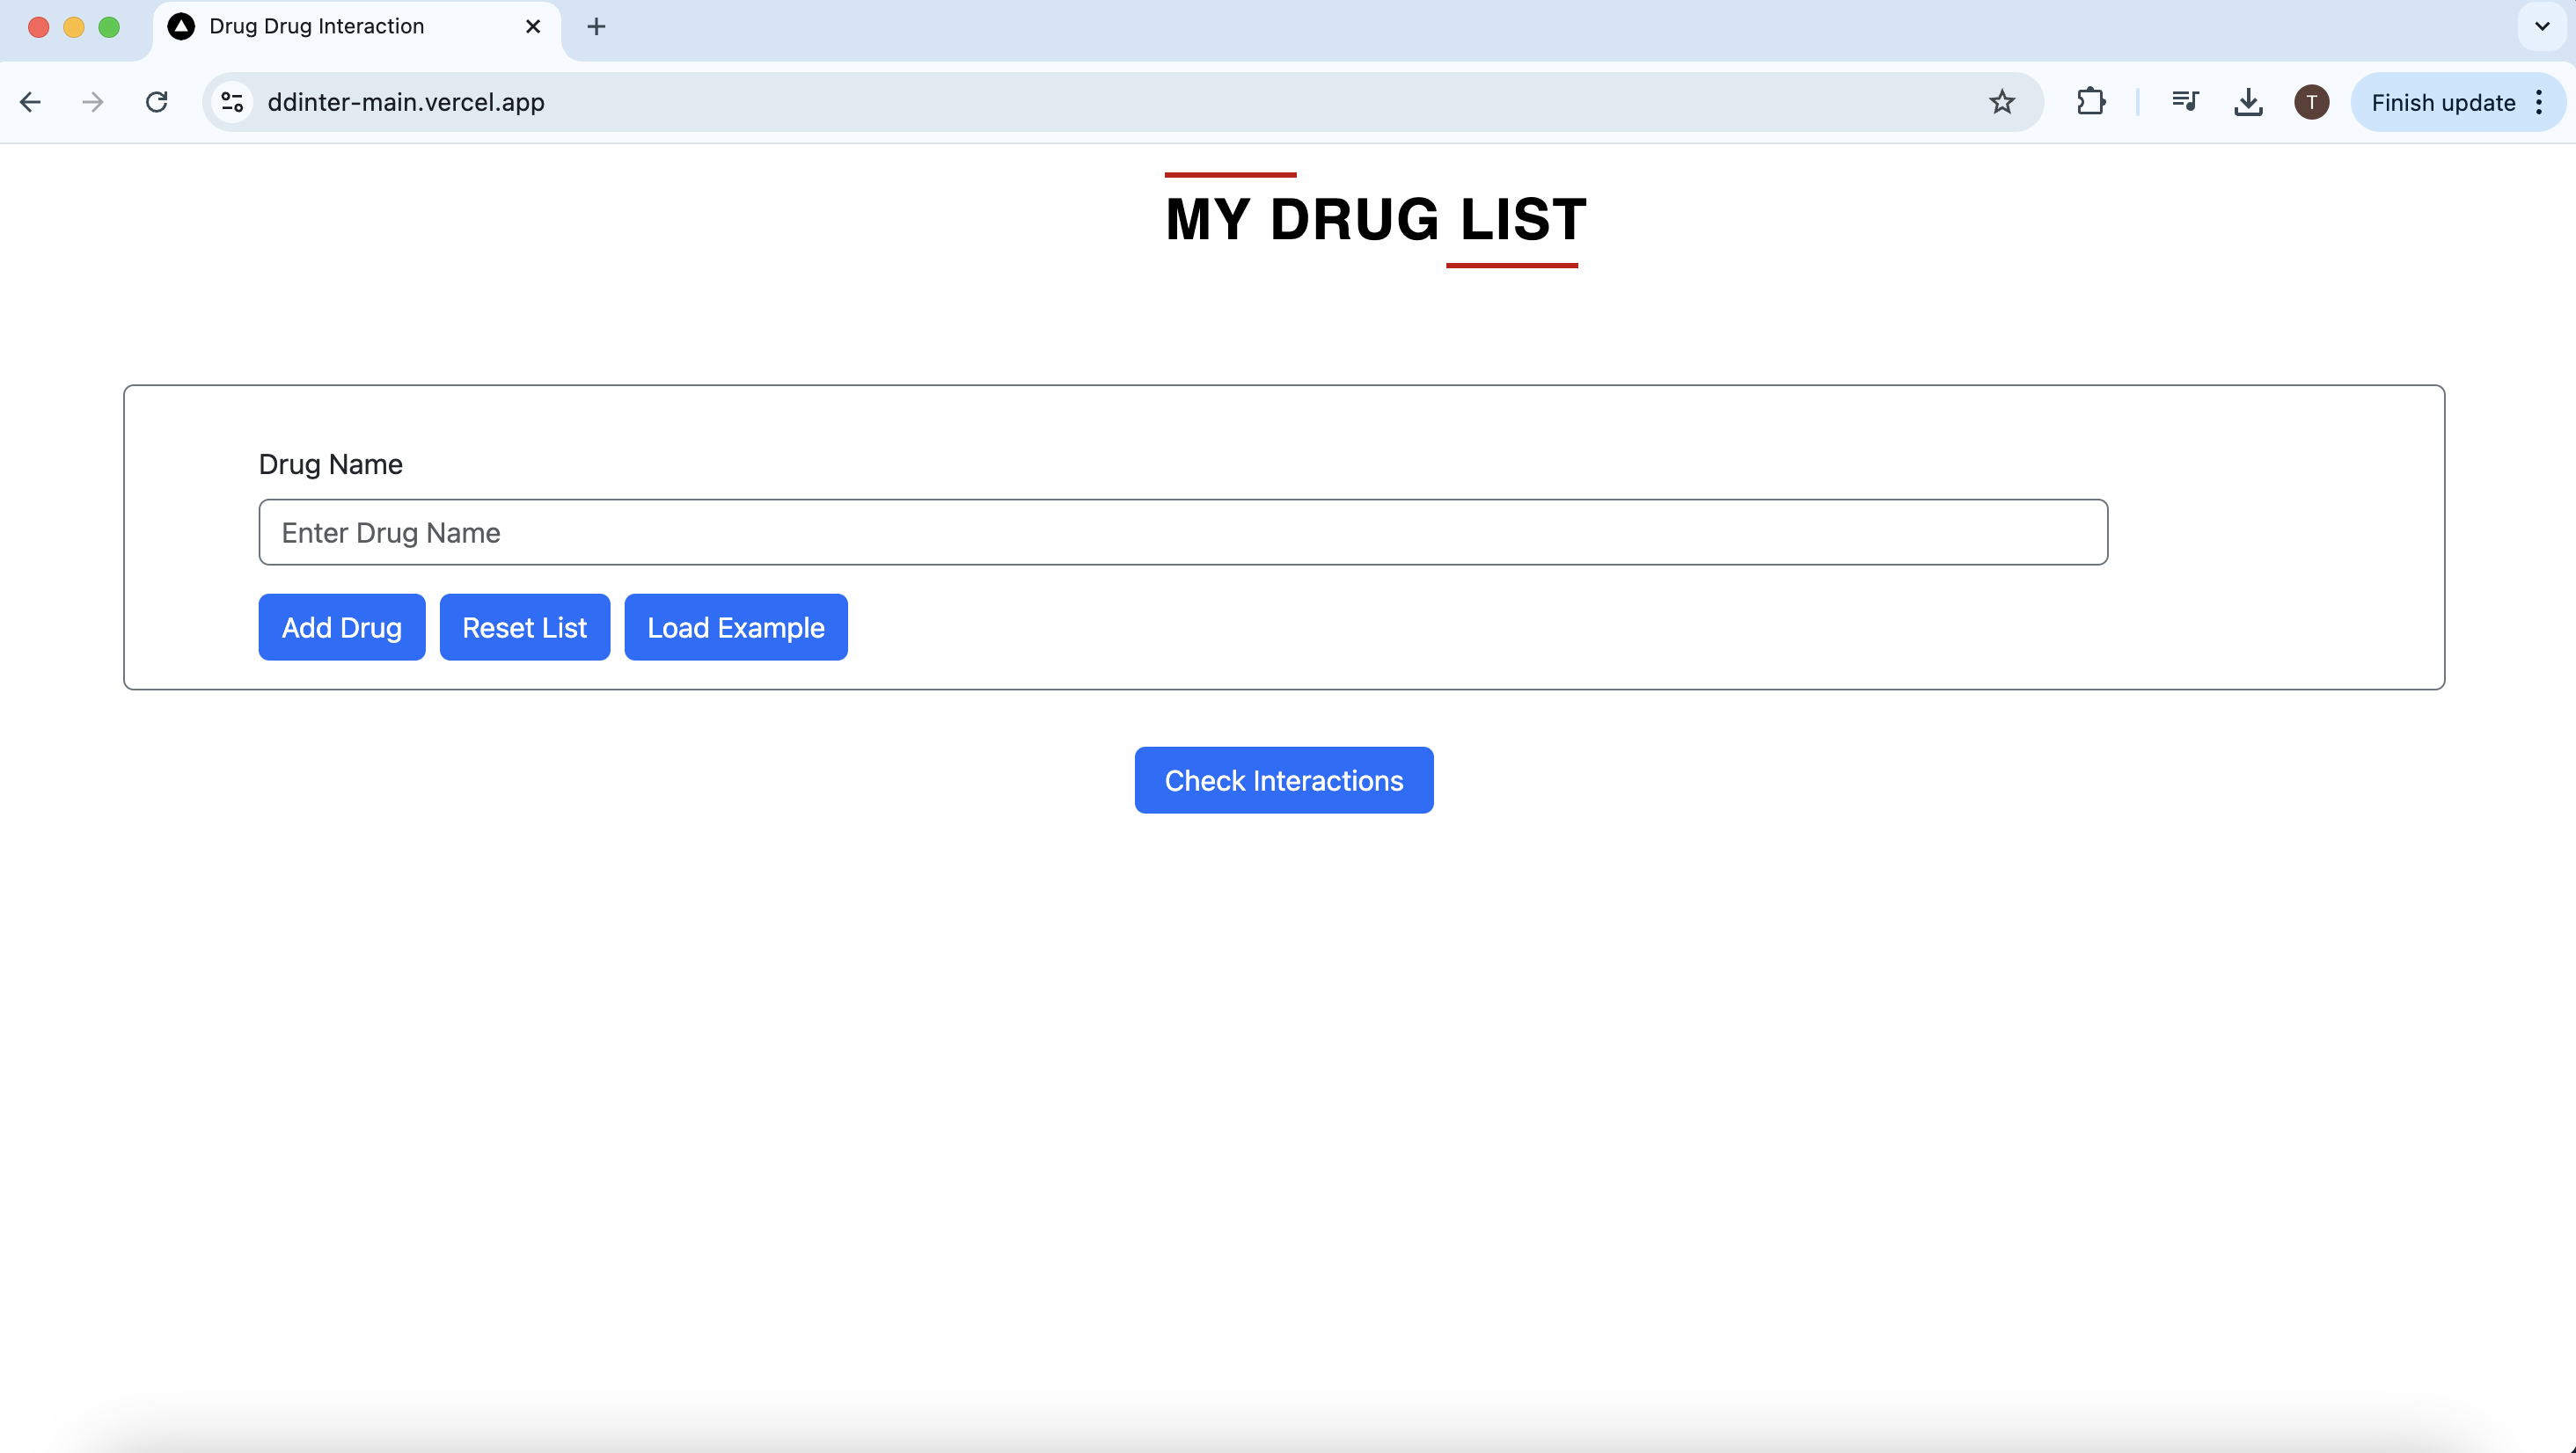 Drug Drug Interaction
ddinter-main.vercel.app
T
Finish update
MY DRUG LIST
Drug Name
Enter Drug Name
Add Drug
Reset List
Load Example
Check Interactions